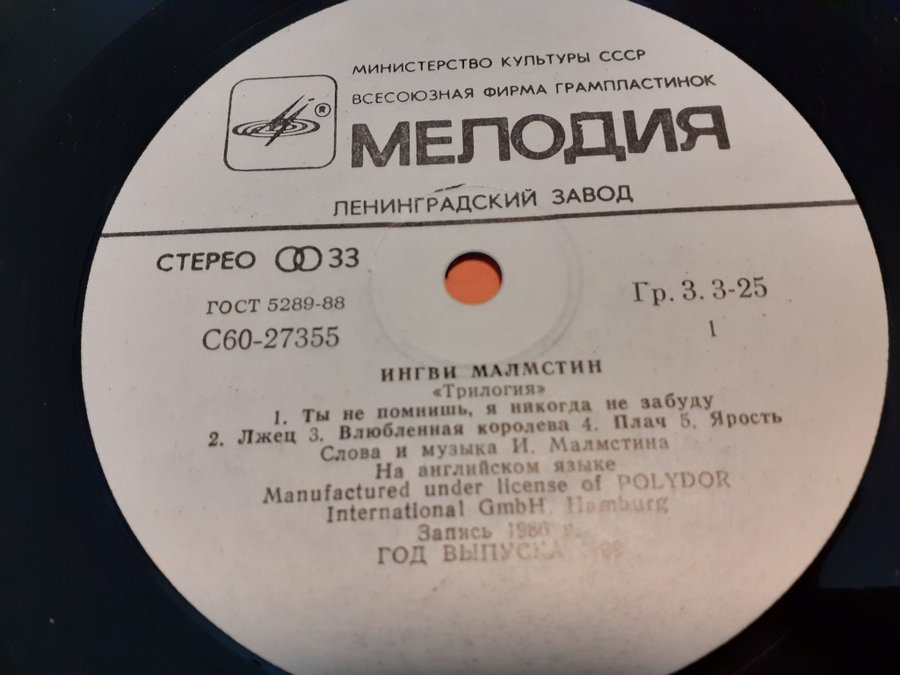 МИНИСТЕРСТВО КУЛЬТУРЫ СССР
ВСЕСОЮЗНАЯ ФИРМА ГРАМПЛАСТИНОК
®
МЕЛОДИЯ
ЛЕНИНГРАДСКИЙ ЗАВОД
СТЕРЕО 33
ГОСТ 5289-88
Гр. 3. 3-25
С60-27355
1
ИНГВИ МАЛМСТИН
«Трилогия»
1. Ты не помнишь, я никогда не забуду
2. Лжец 3. Влюбленная королева 4. Плач 5. Ярость
Слова и музыка И. Малмстина
На английском языке
Manufactured under license of POLYDOR
International GmbH, Hamburg
Запись 1986 г.
ГОД ВЫПУСКА